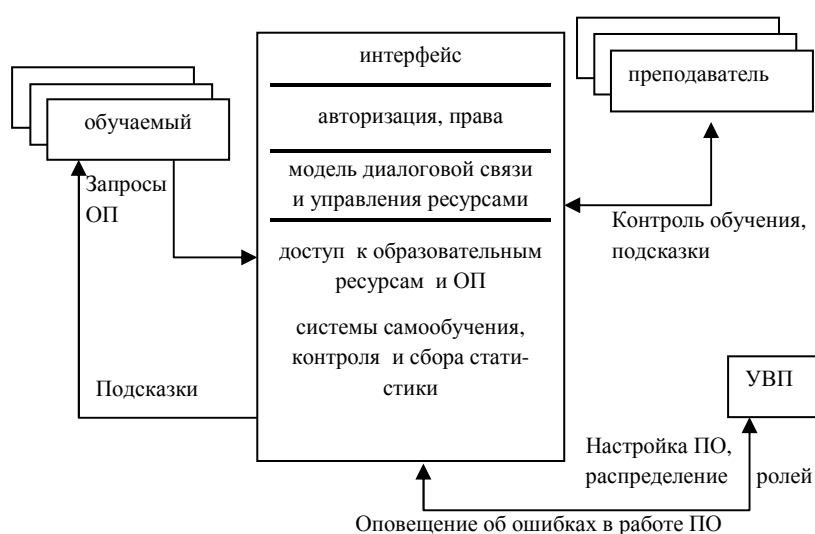 интерфейс
авторизация, права
модель диалоговой связи
и управления ресурсами
доступ к образовательным
ресурсам и ОП
системы самообучения,
контроля и сбора стати-
стики
обучаемый
Запросы
ОП
Подсказки
преподаватель
Контроль обучения,
подсказки
УВП
Настройка ПО,
распределение ролей
Оповещение об ошибках в работе ПО